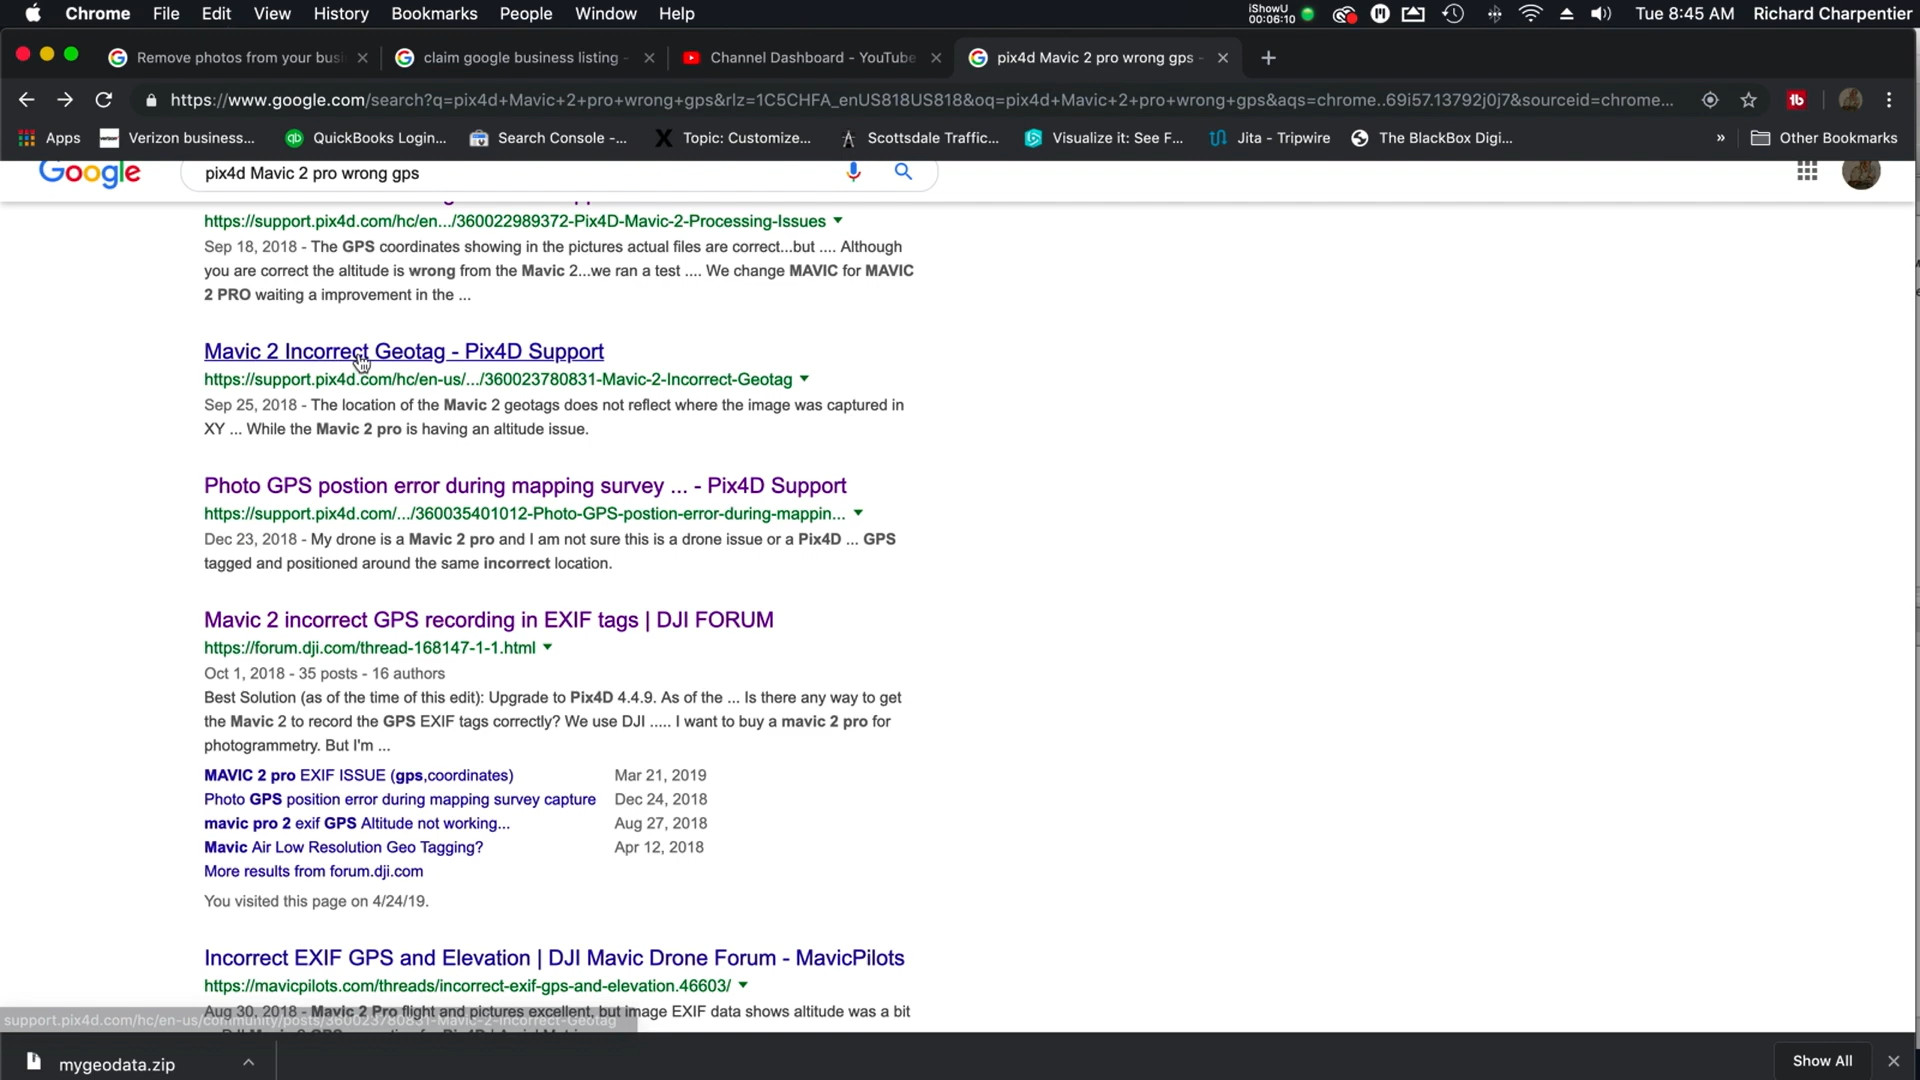 Chrome File Edit View History Bookmarks People Window Help iShowU 00:06:10 Tue 8:45 AM Richard Charpentier
Remove photos from your busi claim google business listing - Channel Dashboard - YouTube pix4d Mavic 2 pro wrong gps -
https://www.google.com/search?q=pix4d+Mavic+2+pro+wrong+gps&rlz=1C5CHFA_enUS818US818&oq=pix4d+Mavic+2+pro+wrong+gps&aqs=chrome..69i57.13792j0j7&sourceid=chrome... tb
Apps Verizon business... QuickBooks Login... Search Console -... Topic: Customize... Scottsdale Traffic... Visualize it: See F... Jita - Tripwire The BlackBox Digi... » Other Bookmarks
Google pix4d Mavic 2 pro wrong gps
https://support.pix4d.com/hc/en.../360022989372-Pix4D-Mavic-2-Processing-Issues
Sep 18, 2018 - The GPS coordinates showing in the pictures actual files are correct...but .... Although
you are correct the altitude is wrong from the Mavic 2...we ran a test .... We change MAVIC for MAVIC
2 PRO waiting a improvement in the ...
Mavic 2 Incorrect Geotag - Pix4D Support
https://support.pix4d.com/hc/en-us/.../360023780831-Mavic-2-Incorrect-Geotag
Sep 25, 2018 - The location of the Mavic 2 geotags does not reflect where the image was captured in
XY ... While the Mavic 2 pro is having an altitude issue.
Photo GPS postion error during mapping survey ... - Pix4D Support
https://support.pix4d.com/.../360035401012-Photo-GPS-postion-error-during-mappin...
Dec 23, 2018 - My drone is a Mavic 2 pro and I am not sure this is a drone issue or a Pix4D ... GPS
tagged and positioned around the same incorrect location.
Mavic 2 incorrect GPS recording in EXIF tags | DJI FORUM
https://forum.dji.com/thread-168147-1-1.html
Oct 1, 2018 - 35 posts - 16 authors
Best Solution (as of the time of this edit): Upgrade to Pix4D 4.4.9. As of the ... Is there any way to get
the Mavic 2 to record the GPS EXIF tags correctly? We use DJI ..... I want to buy a mavic 2 pro for
photogrammetry. But I'm ...
MAVIC 2 pro EXIF ISSUE (gps,coordinates) Mar 21, 2019
Photo GPS position error during mapping survey capture Dec 24, 2018
mavic pro 2 exif GPS Altitude not working... Aug 27, 2018
Mavic Air Low Resolution Geo Tagging? Apr 12, 2018
More results from forum.dji.com
You visited this page on 4/24/19.
Incorrect EXIF GPS and Elevation | DJI Mavic Drone Forum - MavicPilots
https://mavicpilots.com/threads/incorrect-exif-gps-and-elevation.46603/
Aug 30, 2018 - Mavic 2 Pro flight and pictures excellent, but image EXIF data shows altitude was a bit
support.pix4d.com/hc/en-us/community/posts/360023780831-Mavic-2-Incorrect-Geotag
mygeodata.zip Show All